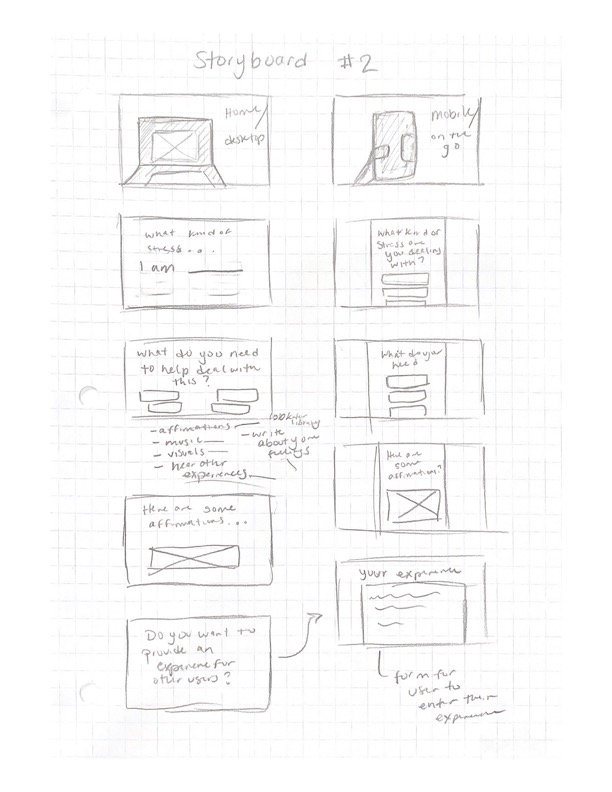 Storyboard #2
Home/
desktop
mobile/
on the
go
what kind of
stress...
I am
What kind of
stress are
you dealing
with?
What do you need
to help deal with
this?
What do you
need
- affirmations
- music
- visuals
- hear other
experiences
library
- write
about your
feelings
Here are some
affirmations...
Here are
some
affirmations?
Do you want to
provide an
experience for
other users?
your experience
form for
user to
enter their
experience